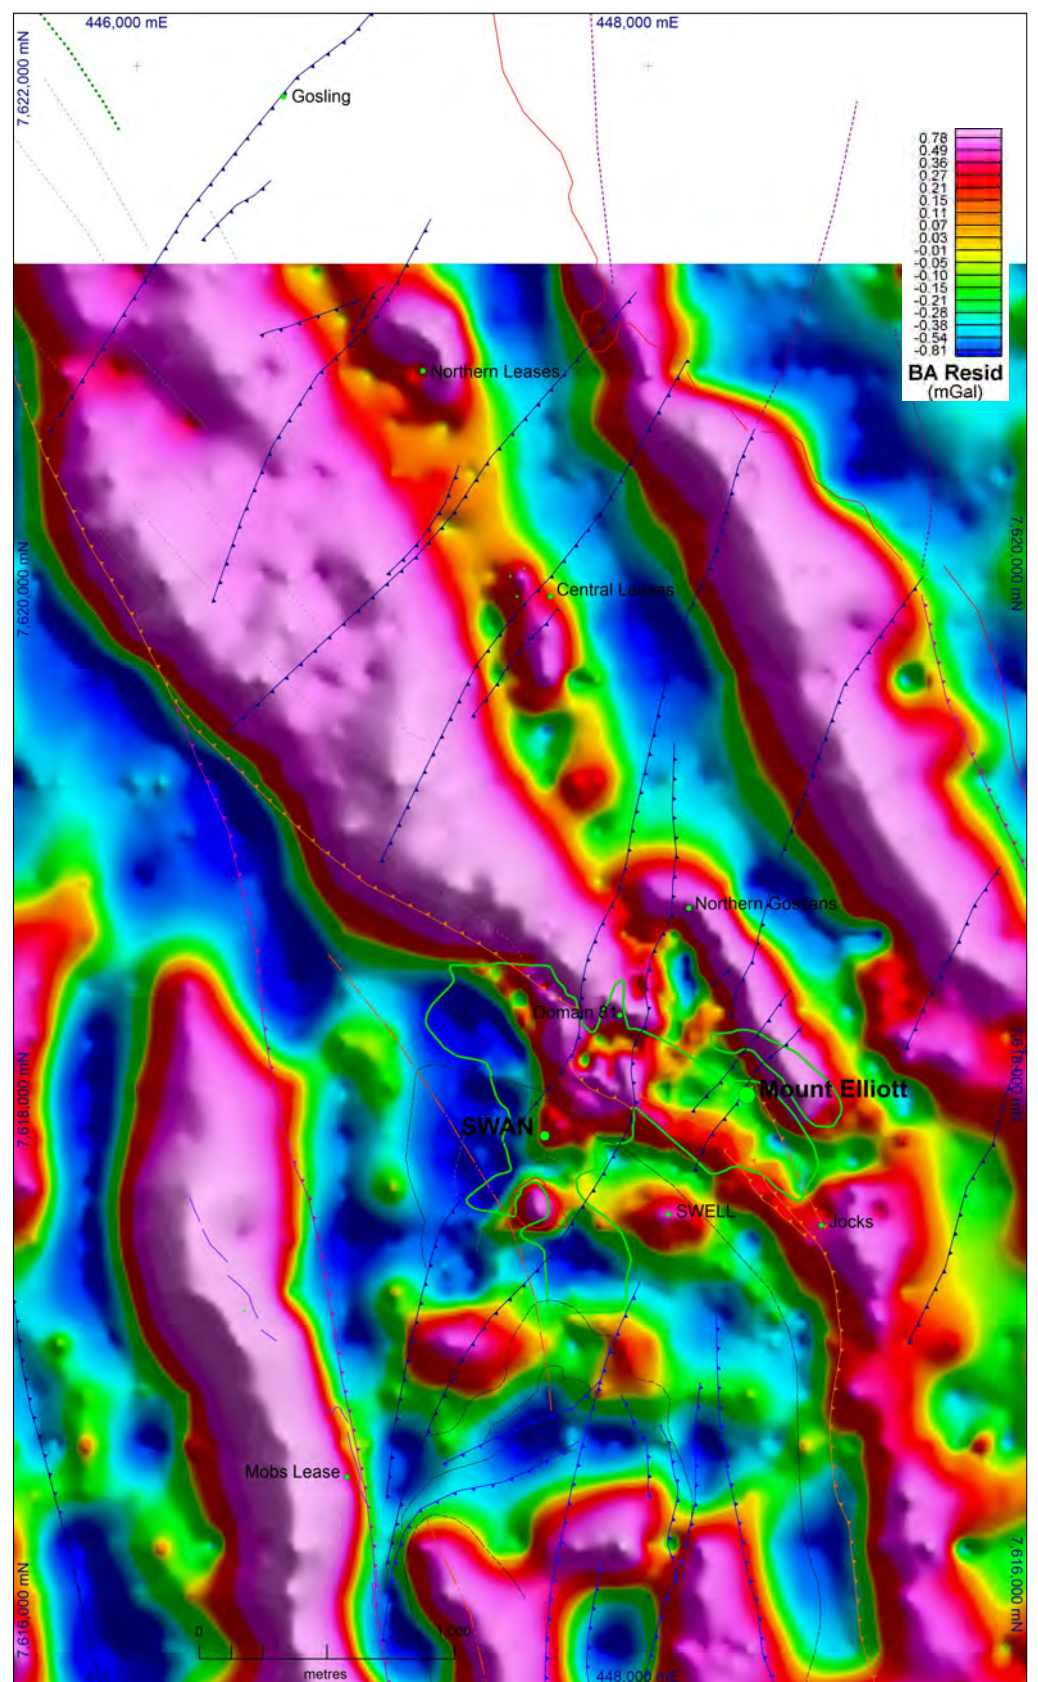 446,000 mE
448,000 mE
7,622,000 mN
Gosling
0.78
0.49
0.36
0.27
0.21
0.15
0.11
0.07
0.03
-0.01
-0.05
-0.10
-0.15
-0.21
-0.28
-0.38
-0.54
-0.81
BA Resid
(mGal)
Northern Leases
7,620,000 mN
7,620,000 mN
Central Leases
Northern Gossans
Domain 81
7,618,000 mN
7,618,000 mN
Mount Elliott
SWAN
SWELL
Jocks
Mobs Lease
7,616,000 mN
7,616,000 mN
0
1,000
metres
448,000 mE